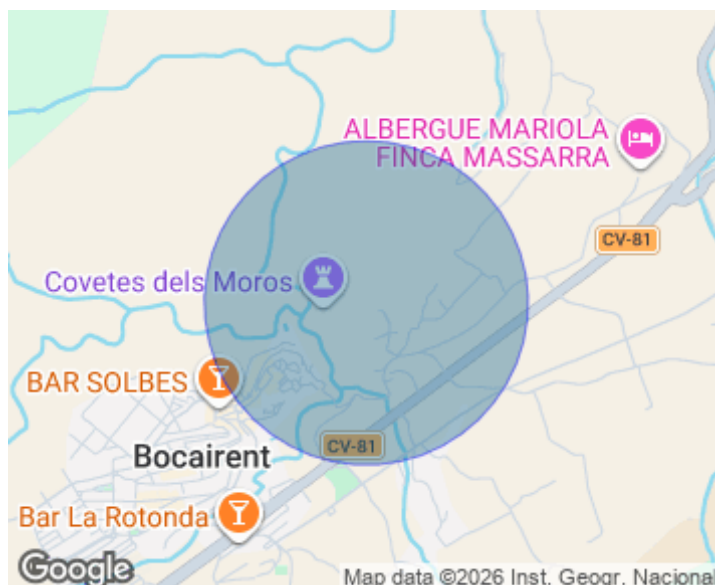 ALBERGUE MARIOLA
FINCA MASSARRA
CV-81
Covetes dels Moros
BAR SOLBES
CV-81
Bocairent
Bar La Rotonda
Google
Map data ©2026 Inst. Geogr. Nacional